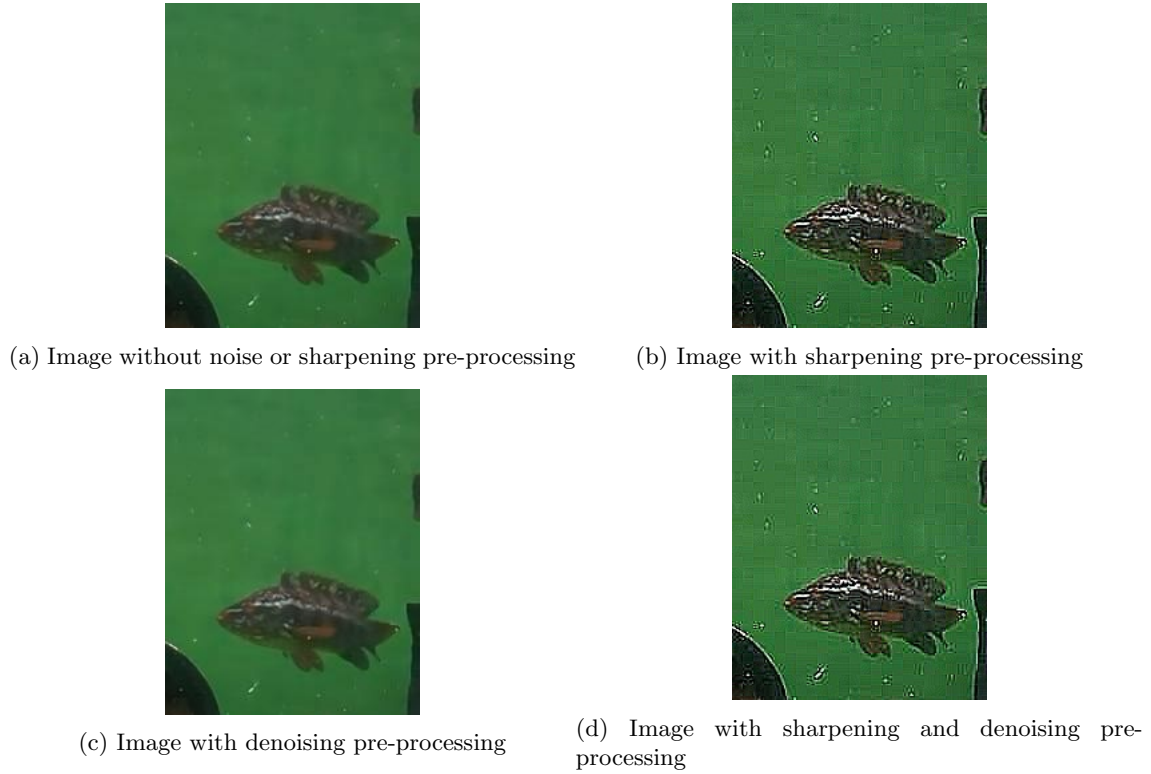 (a) Image without noise or sharpening pre-processing
(b) Image with sharpening pre-processing
(c) Image with denoising pre-processing
(d) Image with sharpening and denoising pre-
processing